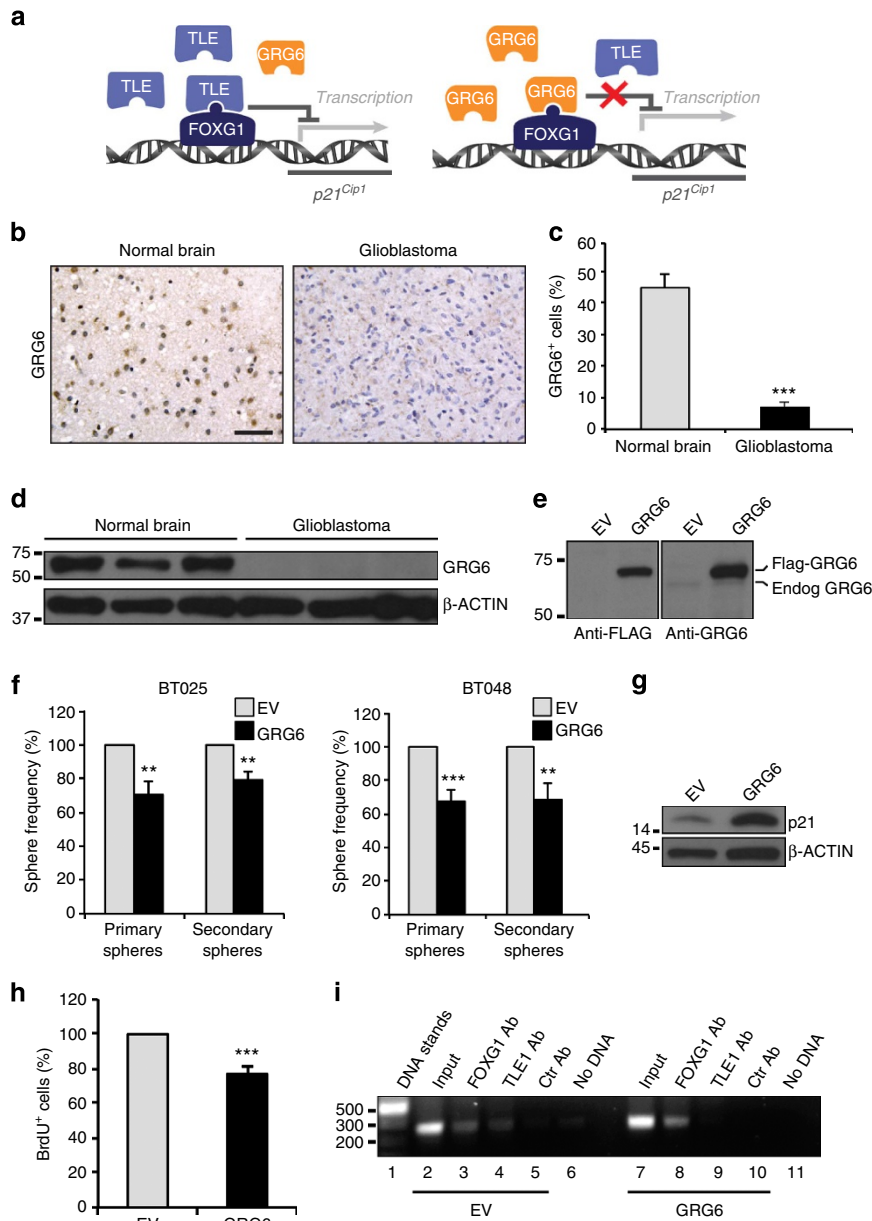 a
TLE
GRG6
TLE
TLE
Transcription
FOXG1
p21Cip1
GRG6
TLE
GRG6
GRG6
Transcription
FOXG1
p21Cip1
b
Normal brain
Glioblastoma
GRG6
c
GRG6+ cells (%)
60
50
40
30
20
10
0
***
Normal brain
Glioblastoma
d
Normal brain
Glioblastoma
75
50
GRG6
37
β-ACTIN
e
EV
GRG6
EV
GRG6
75
50
Flag-GRG6
Endog GRG6
Anti-FLAG
Anti-GRG6
f
BT025
EV
GRG6
Sphere frequency (%)
120
100
80
60
40
20
0
**
**
Primary spheres
Secondary spheres
BT048
EV
GRG6
Sphere frequency (%)
120
100
80
60
40
20
0
***
**
Primary spheres
Secondary spheres
g
EV
GRG6
14
p21
45
β-ACTIN
h
BrdU+ cells (%)
120
100
80
60
40
20
0
***
EV
GRG6
i
DNA stands
Input
FOXG1 Ab
TLE1 Ab
Ctr Ab
No DNA
Input
FOXG1 Ab
TLE1 Ab
Ctr Ab
No DNA
500
300
200
1 2 3 4 5 6 7 8 9 10 11
EV
GRG6